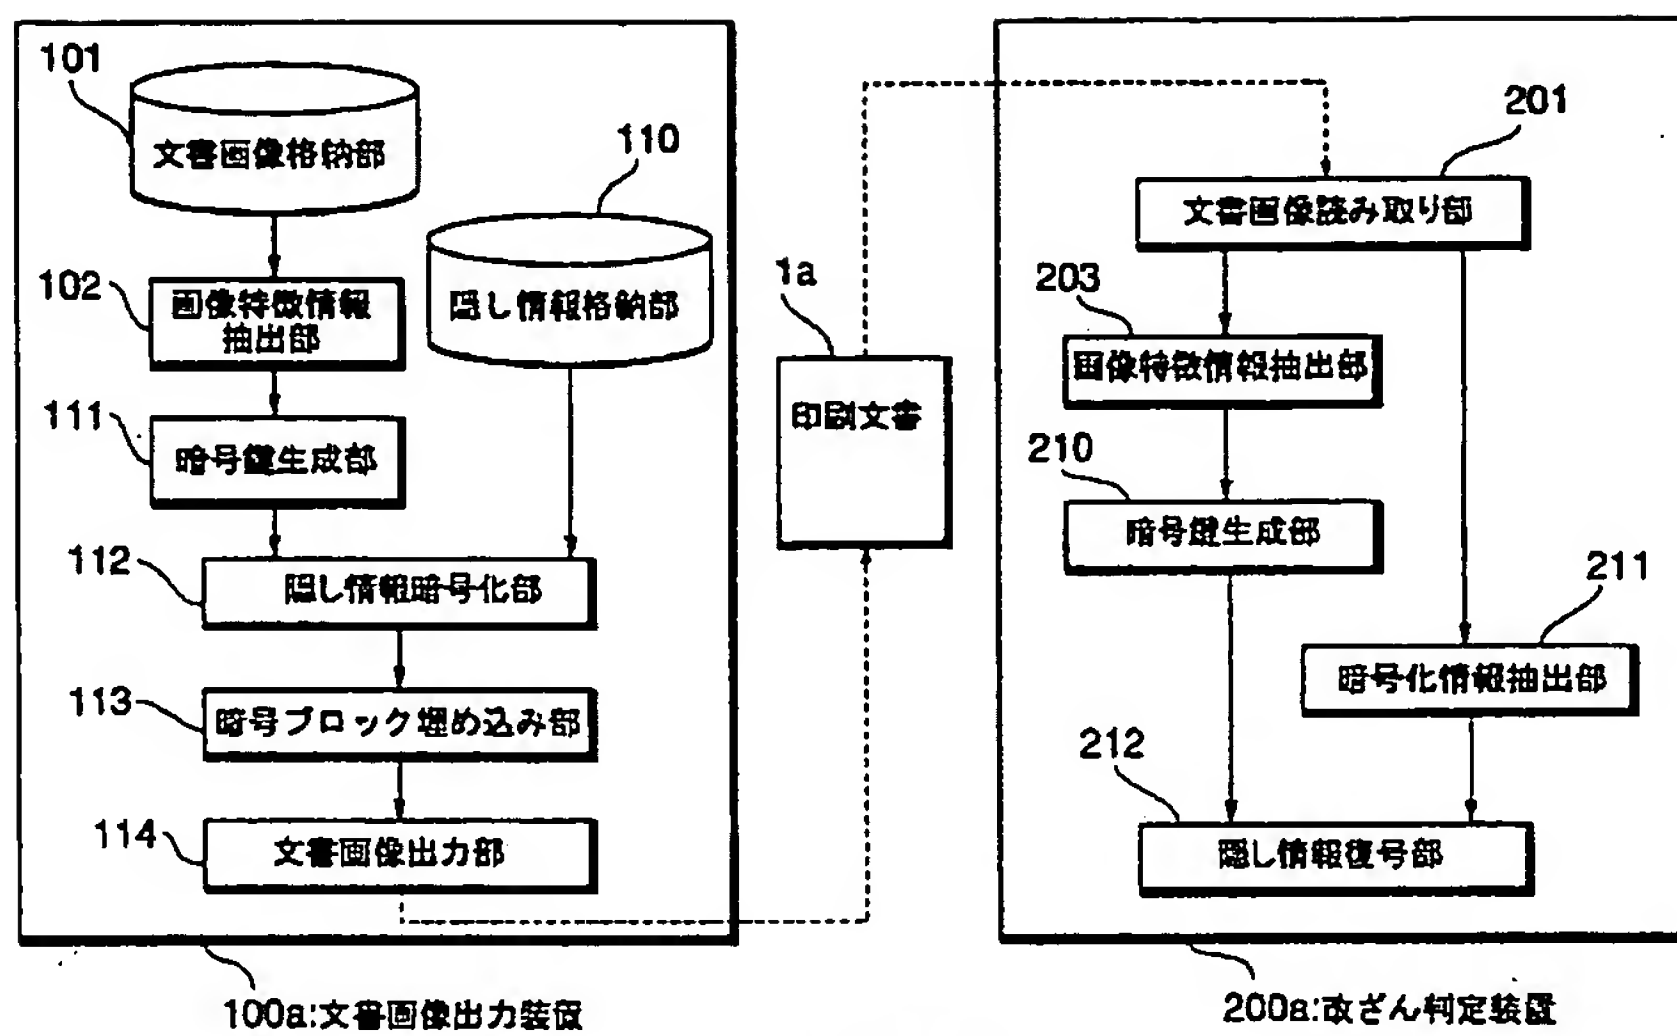 101
文書画像格納部
110
隠し情報格納部
102
画像特徴情報
抽出部
111
暗号鍵生成部
112
隠し情報暗号化部
113
暗号ブロック埋め込み部
114
文書画像出力部
100a:文書画像出力装置
1a
印刷文書
201
文書画像読み取り部
203
画像特徴情報抽出部
210
暗号鍵生成部
211
暗号化情報抽出部
212
隠し情報復号部
200a:改ざん判定装置